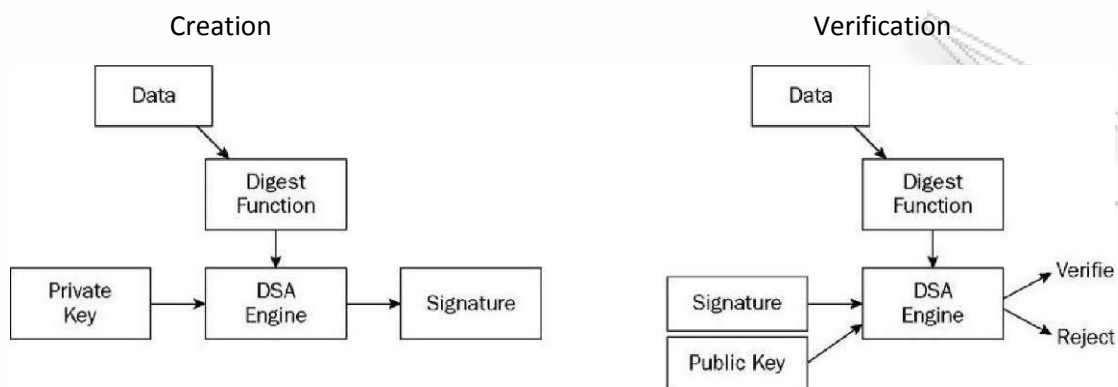 Creation
Data
Digest
Function
Private
Key
DSA
Engine
Signature
Verification
Data
Digest
Function
Signature
Public Key
DSA
Engine
Verifie
Reject